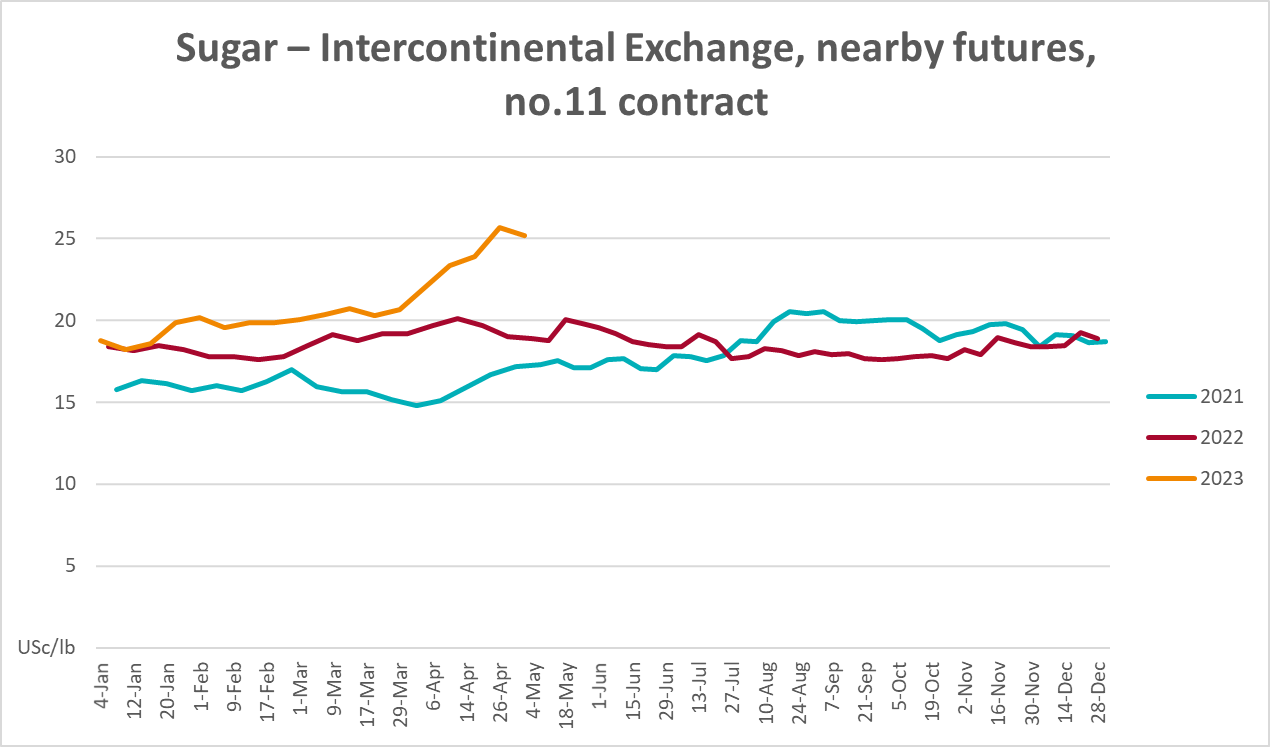 Sugar – Intercontinental Exchange, nearby futures,
no.11 contract
30
25
20
15
10
5
USc/lb
4-Jan
12-Jan
20-Jan
1-Feb
9-Feb
17-Feb
1-Mar
9-Mar
17-Mar
29-Mar
6-Apr
14-Apr
26-Apr
4-May
18-May
1-Jun
15-Jun
29-Jun
13-Jul
27-Jul
10-Aug
24-Aug
7-Sep
21-Sep
5-Oct
19-Oct
2-Nov
16-Nov
30-Nov
14-Dec
28-Dec
2021
2022
2023